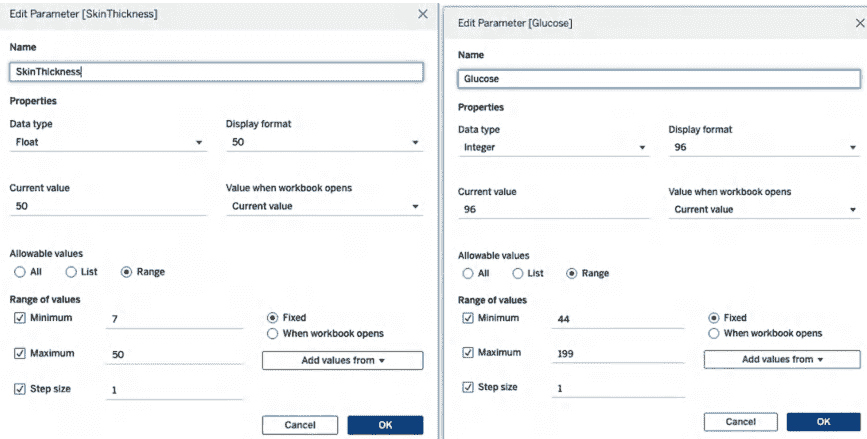 Edit Parameter [SkinThickness]
Name
SkinThickness
Properties
Data type Display format
Float 50
Current value Value when workbook opens
50 Current value
Allowable values
All List Range
Range of values
Minimum 7 Fixed
When workbook opens
Maximum 50 Add values from
Step size 1
Cancel OK
Edit Parameter [Glucose]
Name
Glucose
Properties
Data type Display format
Integer 96
Current value Value when workbook opens
96 Current value
Allowable values
All List Range
Range of values
Minimum 44 Fixed
When workbook opens
Maximum 199 Add values from
Step size 1
Cancel OK